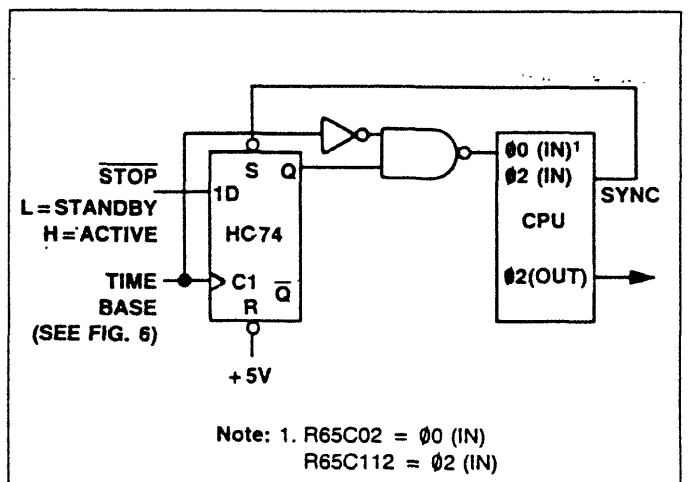 S
Q
STOP
1D
L = STANDBY
H = ACTIVE
HC74
TIME
BASE
(SEE FIG. 6)
C1
Q
R
+5V
Ø0 (IN)¹
Ø2 (IN)
SYNC
CPU
Ø2(OUT)
Note: 1. R65C02 = Ø0 (IN)
R65C112 = Ø2 (IN)